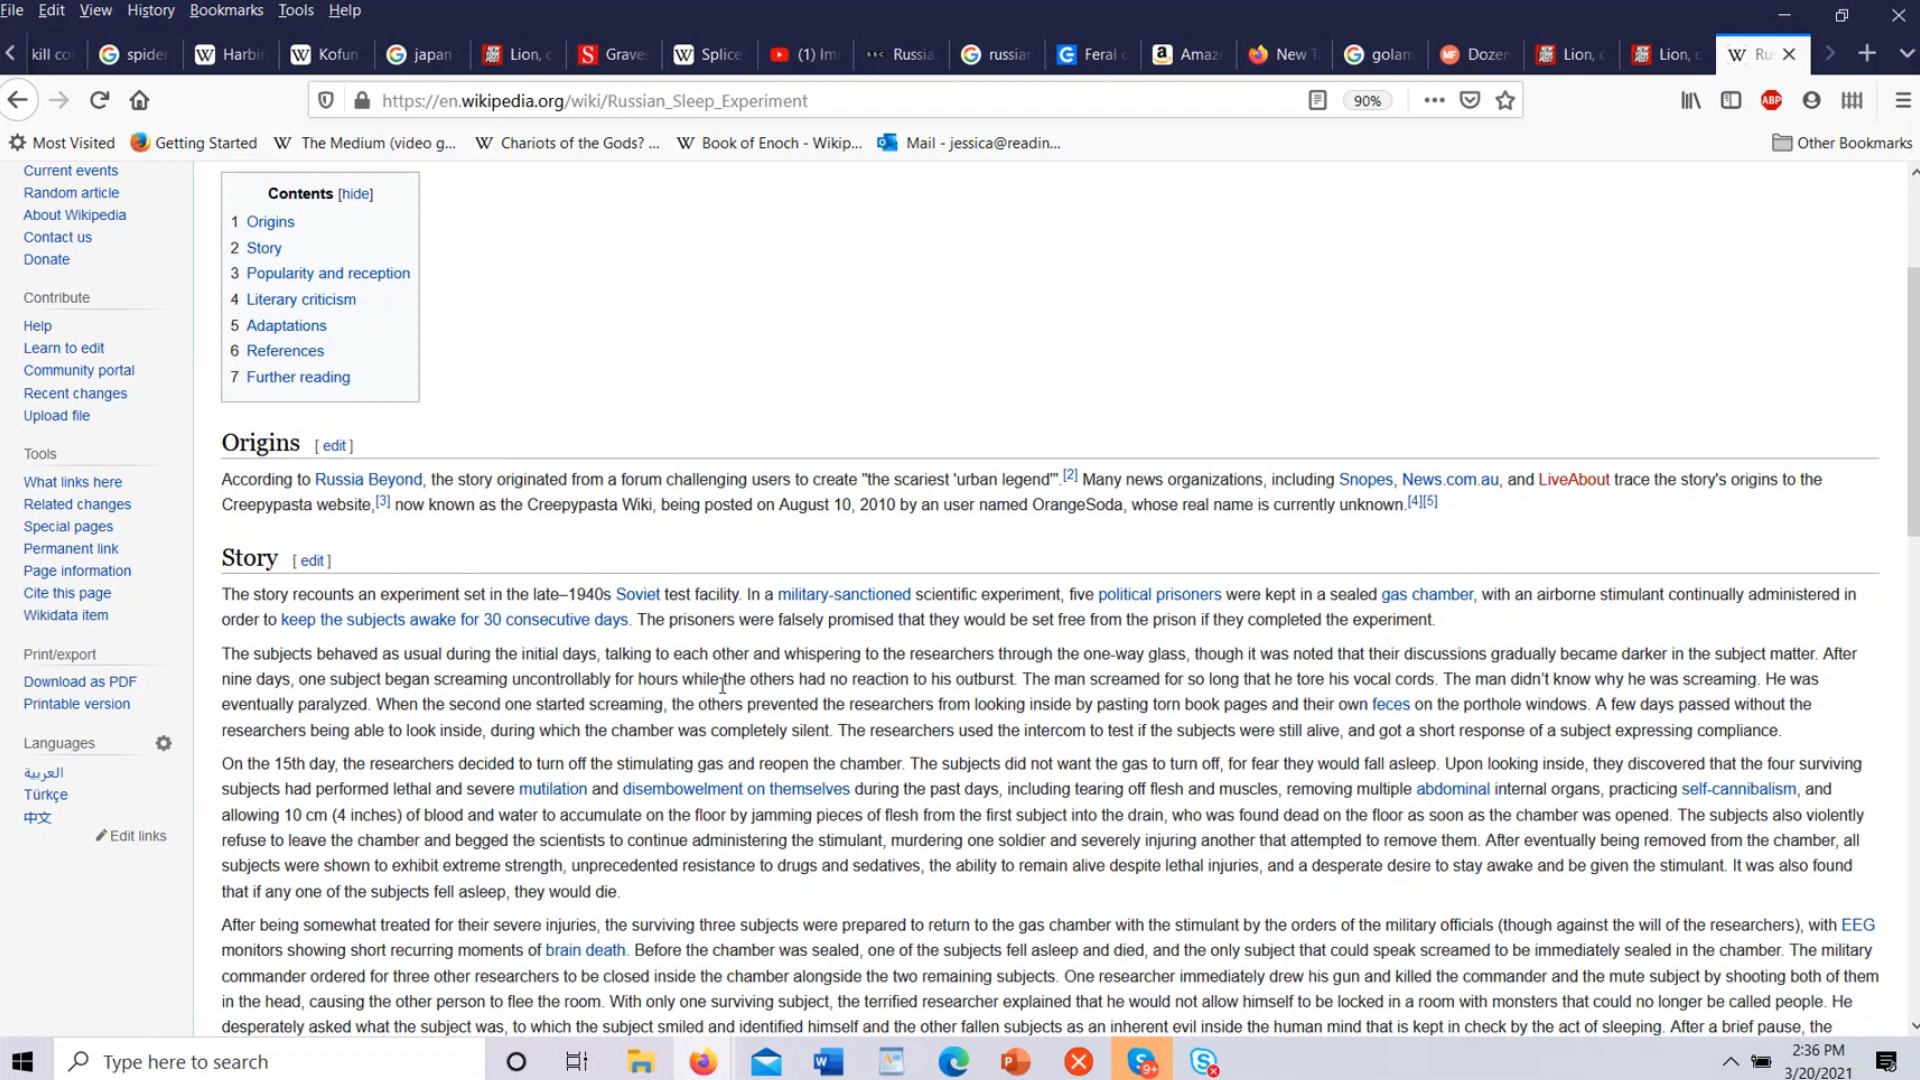 File Edit View History Bookmarks Tools Help
kill co spider Harbin Kofun japan Lion, c Graves Splice (1) Im Russia russian Feral c Amaz New T golam Dozen Lion, c Lion, c Ru
https://en.wikipedia.org/wiki/Russian_Sleep_Experiment 90% ABP
Most Visited Getting Started The Medium (video g... Chariots of the Gods? ... Book of Enoch - Wikip... Mail - jessica@readin... Other Bookmarks
Current events
Random article
About Wikipedia
Contact us
Donate
Contribute
Help
Learn to edit
Community portal
Recent changes
Upload file
Tools
What links here
Related changes
Special pages
Permanent link
Page information
Cite this page
Wikidata item
Print/export
Download as PDF
Printable version
Languages
العربية
Türkçe
中文
Edit links
Contents [hide]
1 Origins
2 Story
3 Popularity and reception
4 Literary criticism
5 Adaptations
6 References
7 Further reading
Origins [ edit ]
According to Russia Beyond, the story originated from a forum challenging users to create "the scariest 'urban legend'".[2] Many news organizations, including Snopes, News.com.au, and LiveAbout trace the story's origins to the
Creepypasta website,[3] now known as the Creepypasta Wiki, being posted on August 10, 2010 by an user named OrangeSoda, whose real name is currently unknown.[4][5]
Story [ edit ]
The story recounts an experiment set in the late–1940s Soviet test facility. In a military-sanctioned scientific experiment, five political prisoners were kept in a sealed gas chamber, with an airborne stimulant continually administered in
order to keep the subjects awake for 30 consecutive days. The prisoners were falsely promised that they would be set free from the prison if they completed the experiment.
The subjects behaved as usual during the initial days, talking to each other and whispering to the researchers through the one-way glass, though it was noted that their discussions gradually became darker in the subject matter. After
nine days, one subject began screaming uncontrollably for hours while the others had no reaction to his outburst. The man screamed for so long that he tore his vocal cords. The man didn't know why he was screaming. He was
eventually paralyzed. When the second one started screaming, the others prevented the researchers from looking inside by pasting torn book pages and their own feces on the porthole windows. A few days passed without the
researchers being able to look inside, during which the chamber was completely silent. The researchers used the intercom to test if the subjects were still alive, and got a short response of a subject expressing compliance.
On the 15th day, the researchers decided to turn off the stimulating gas and reopen the chamber. The subjects did not want the gas to turn off, for fear they would fall asleep. Upon looking inside, they discovered that the four surviving
subjects had performed lethal and severe mutilation and disembowelment on themselves during the past days, including tearing off flesh and muscles, removing multiple abdominal internal organs, practicing self-cannibalism, and
allowing 10 cm (4 inches) of blood and water to accumulate on the floor by jamming pieces of flesh from the first subject into the drain, who was found dead on the floor as soon as the chamber was opened. The subjects also violently
refuse to leave the chamber and begged the scientists to continue administering the stimulant, murdering one soldier and severely injuring another that attempted to remove them. After eventually being removed from the chamber, all
subjects were shown to exhibit extreme strength, unprecedented resistance to drugs and sedatives, the ability to remain alive despite lethal injuries, and a desperate desire to stay awake and be given the stimulant. It was also found
that if any one of the subjects fell asleep, they would die.
After being somewhat treated for their severe injuries, the surviving three subjects were prepared to return to the gas chamber with the stimulant by the orders of the military officials (though against the will of the researchers), with EEG
monitors showing short recurring moments of brain death. Before the chamber was sealed, one of the subjects fell asleep and died, and the only subject that could speak screamed to be immediately sealed in the chamber. The military
commander ordered for three other researchers to be closed inside the chamber alongside the two remaining subjects. One researcher immediately drew his gun and killed the commander and the mute subject by shooting both of them
in the head, causing the other person to flee the room. With only one surviving subject, the terrified researcher explained that he would not allow himself to be locked in a room with monsters that could no longer be called people. He
desperately asked what the subject was, to which the subject smiled and identified himself and the other fallen subjects as an inherent evil inside the human mind that is kept in check by the act of sleeping. After a brief pause, the
Type here to search 9+ 2:36 PM
3/20/2021